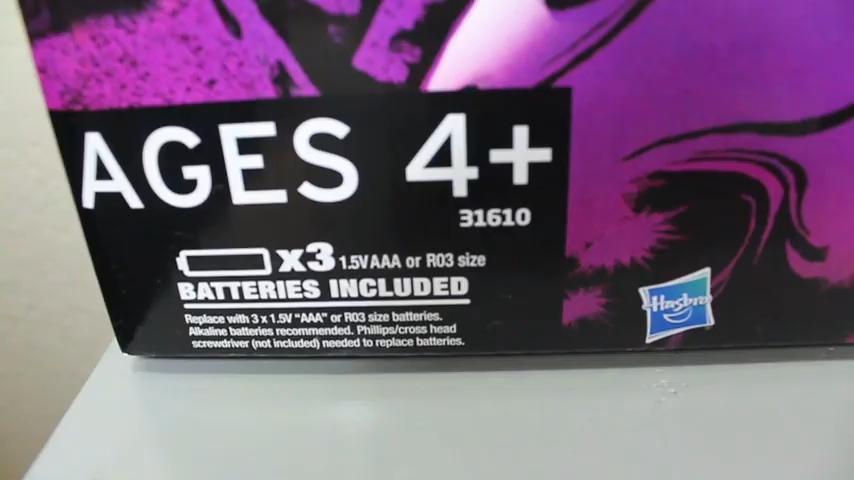 AGES 4+
31610
x3 1.5V AAA or R03 size
BATTERIES INCLUDED
Replace with 3 x 1.5V "AAA" or R03 size batteries.
Alkaline batteries recommended. Phillips/cross head
screwdriver (not included) needed to replace batteries.
Hasbro